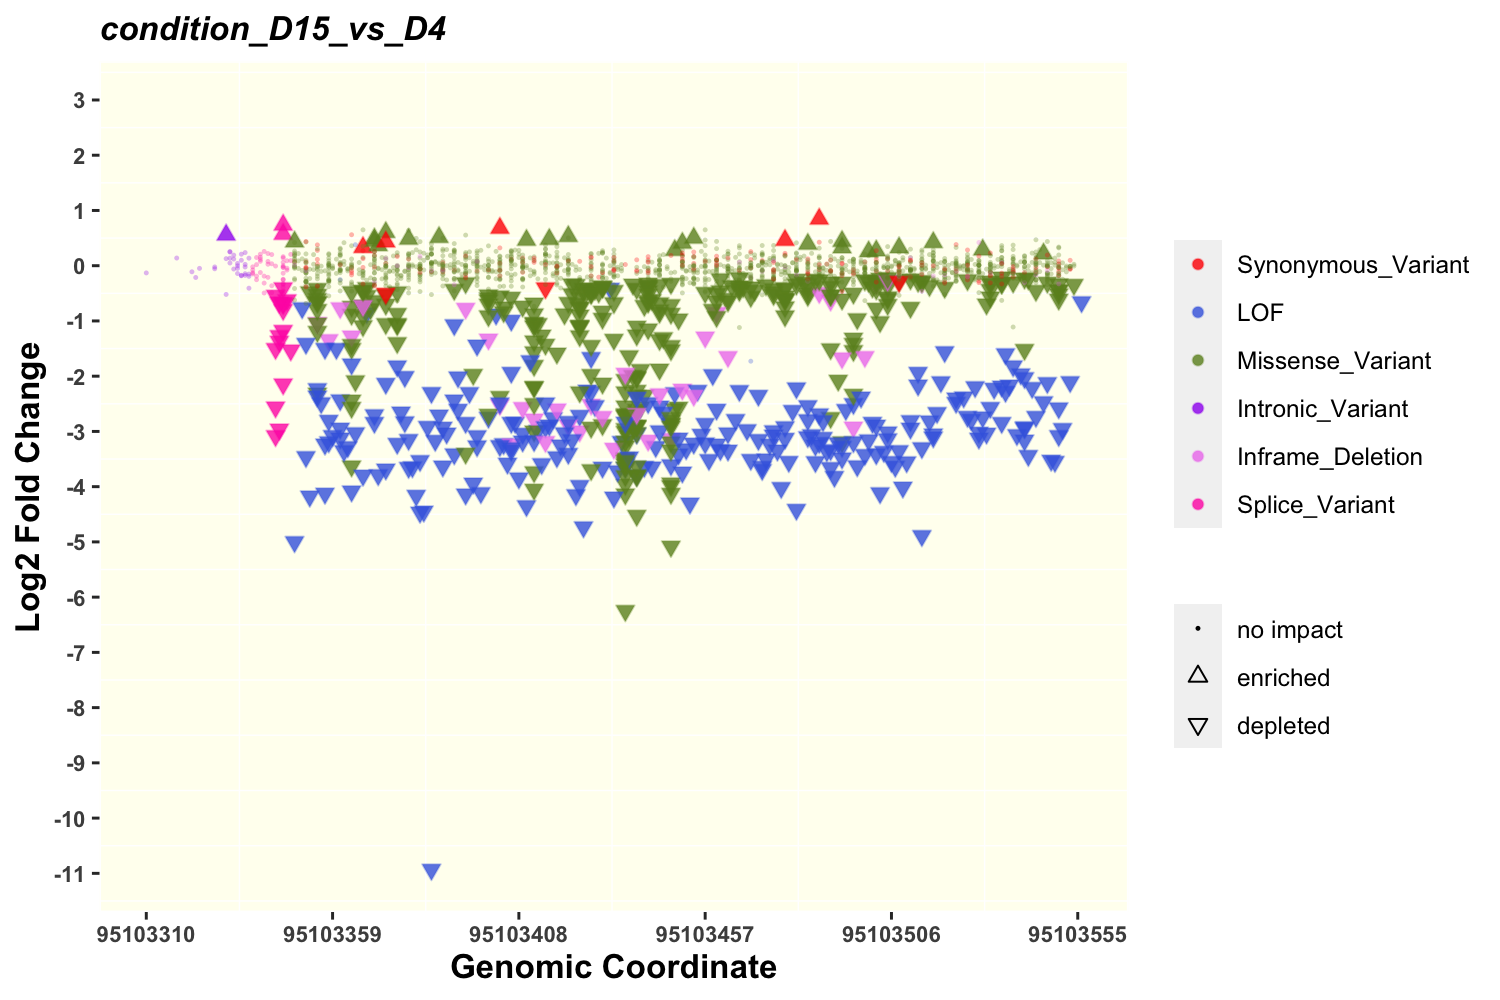 condition_D15_vs_D4
3
2
1
0
-1
-2
-3
-4
-5
-6
-7
-8
-9
-10
-11
Log2 Fold Change
95103310
95103359
95103408
95103457
95103506
95103555
Genomic Coordinate
Synonymous_Variant
LOF
Missense_Variant
Intronic_Variant
Inframe_Deletion
Splice_Variant
no impact
enriched
depleted